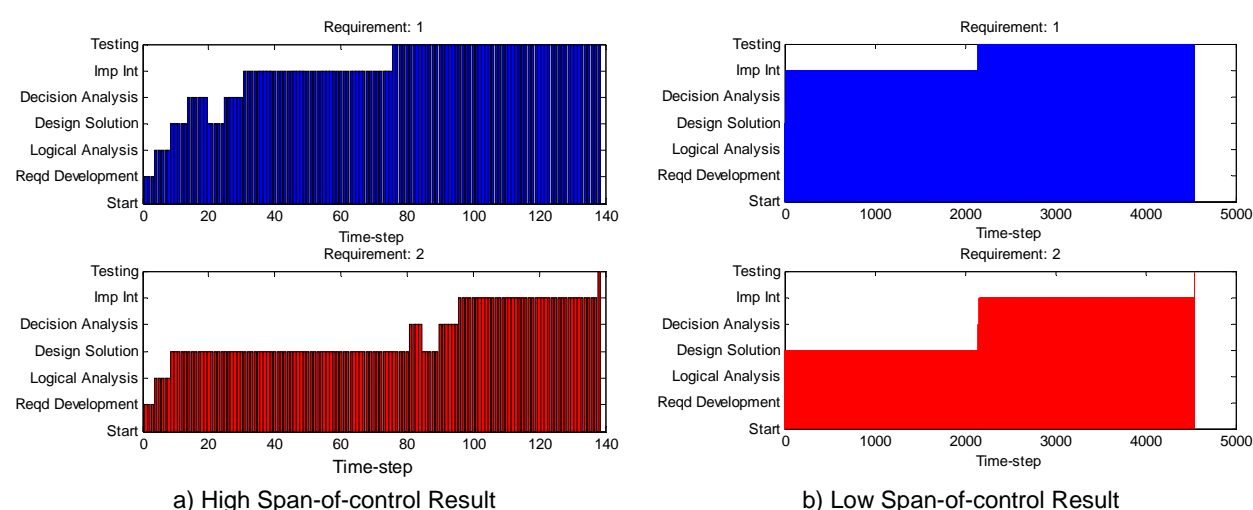 Requirement: 1
Testing
Imp Int
Decision Analysis
Design Solution
Logical Analysis
Reqd Development
Start
0 20 40 60 80 100 120 140
Time-step
Requirement: 2
Testing
Imp Int
Decision Analysis
Design Solution
Logical Analysis
Reqd Development
Start
0 20 40 60 80 100 120 140
Time-step
a) High Span-of-control Result
Requirement: 1
Testing
Imp Int
Decision Analysis
Design Solution
Logical Analysis
Reqd Development
Start
0 1000 2000 3000 4000 5000
Time-step
Requirement: 2
Testing
Imp Int
Decision Analysis
Design Solution
Logical Analysis
Reqd Development
Start
0 1000 2000 3000 4000 5000
Time-step
b) Low Span-of-control Result